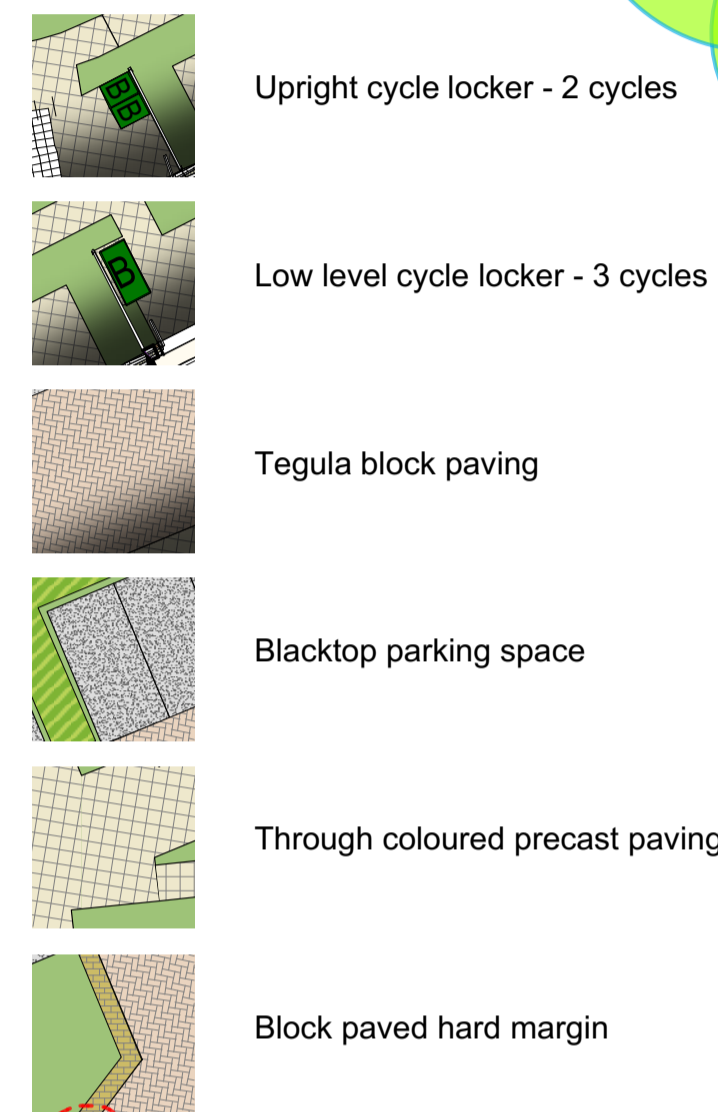 B B
Upright cycle locker - 2 cycles
B
Low level cycle locker - 3 cycles
Tegula block paving
Blacktop parking space
Through coloured precast paving
Block paved hard margin